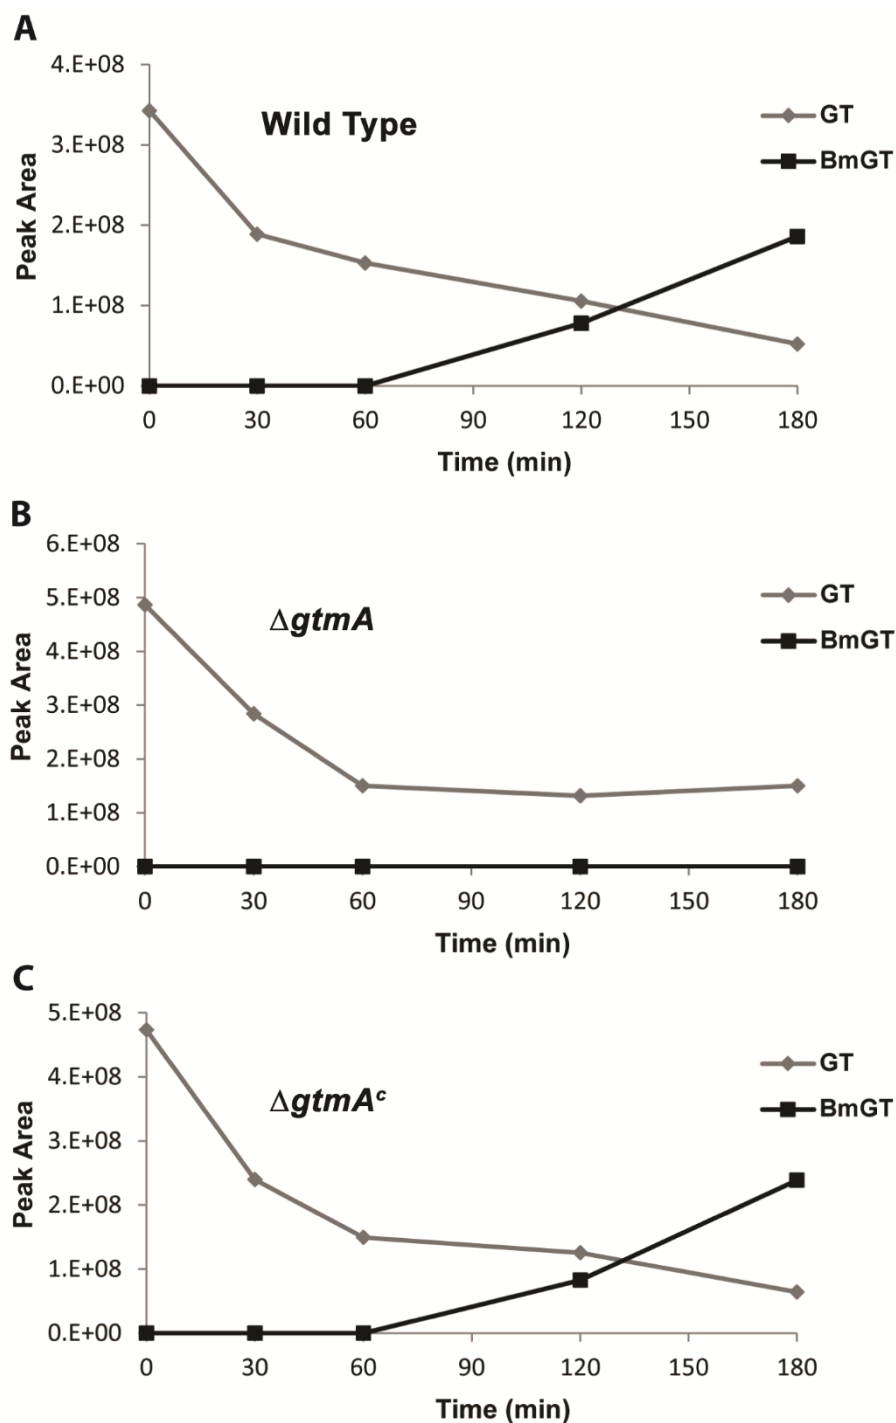 A
Wild Type
4.E+08
3.E+08
2.E+08
1.E+08
0.E+00
Peak Area
0 30 60 90 120 150 180
Time (min)
GT
BmGT
B
ΔgtmA
6.E+08
5.E+08
4.E+08
3.E+08
2.E+08
1.E+08
0.E+00
Peak Area
0 30 60 90 120 150 180
Time (min)
GT
BmGT
C
ΔgtmAᶜ
5.E+08
4.E+08
3.E+08
2.E+08
1.E+08
0.E+00
Peak Area
0 30 60 90 120 150 180
Time (min)
GT
BmGT